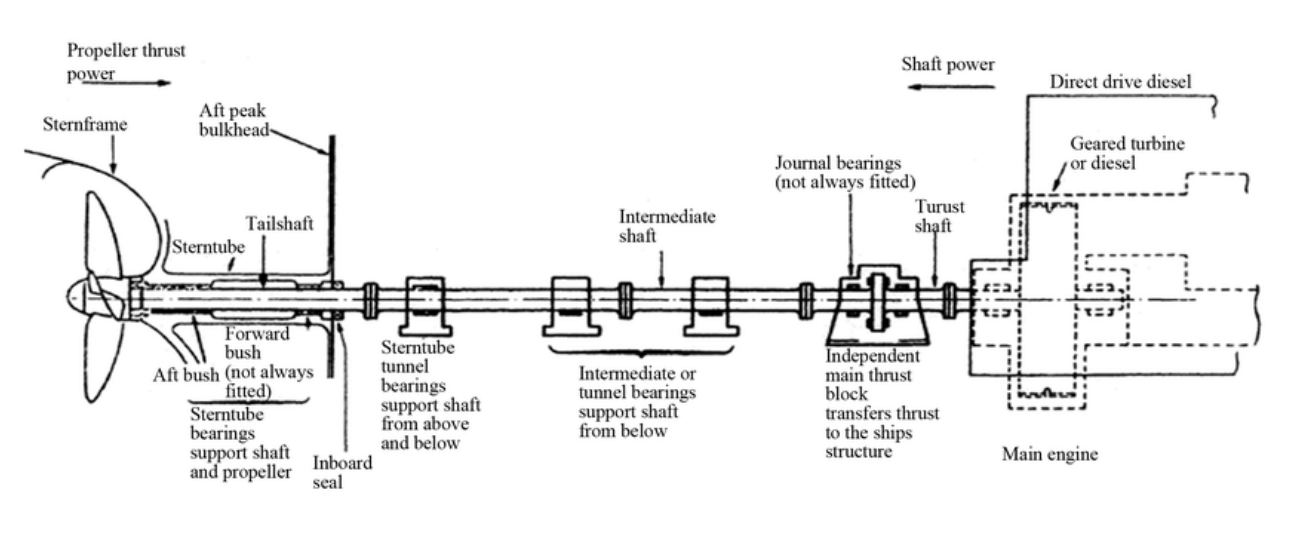 Propeller thrust
power
Sternframe
Aft peak
bulkhead
Shaft power
Direct drive diesel
Geared turbine
or diesel
Journal bearings
(not always fitted)
Turust
shaft
Intermediate
shaft
Tailshaft
Sterntube
Forward
bush
(not always
fitted)
Aft bush
Sterntube
bearings
support shaft
and propeller
Inboard
seal
Sterntube
tunnel
bearings
support shaft
from above
and below
Intermediate or
tunnel bearings
support shaft
from below
Independent
main thrust
block
transfers thrust
to the ships
structure
Main engine